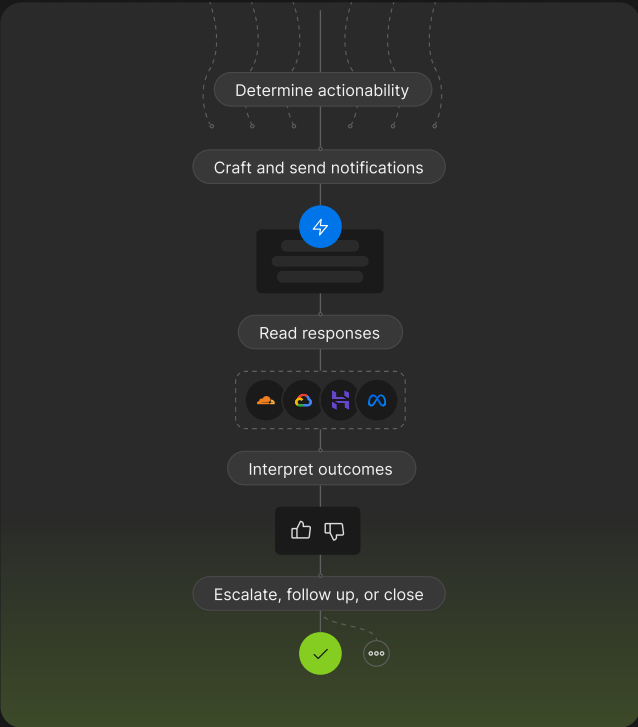 Determine actionability
Craft and send notifications
Read responses
Interpret outcomes
Escalate, follow up, or close